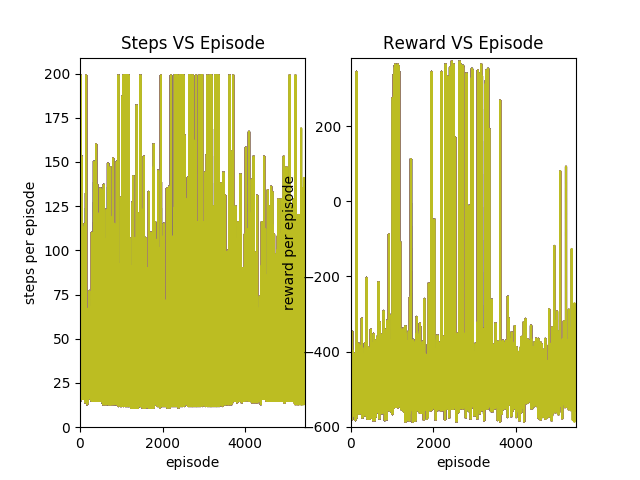 Steps VS Episode
200
175
150
125
100
75
50
25
0
steps per episode
0 2000 4000
episode
Reward VS Episode
200
0
−200
−400
−600
reward per episode
0 2000 4000
episode